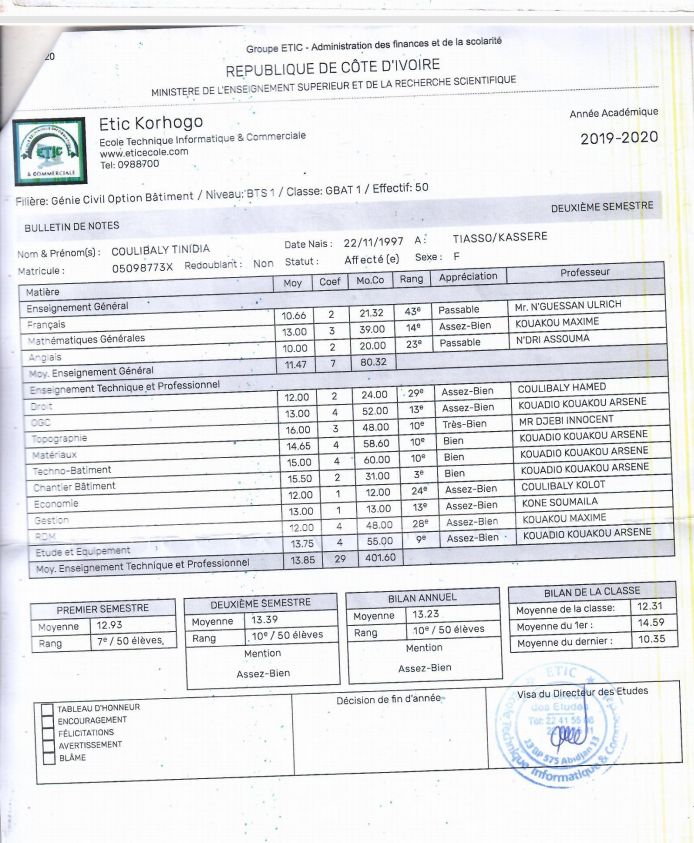 20
Groupe ETIC - Administration des finances et de la scolarité
REPUBLIQUE DE CÔTE D'IVOIRE
MINISTERE DE L'ENSEIGNEMENT SUPERIEUR ET DE LA RECHERCHE SCIENTIFIQUE
ETIC
& COMMERCIALE
Etic Korhogo
Ecole Technique Informatique & Commerciale
www.eticecole.com
Tel: 0988700
Année Académique
2019-2020
Filière: Génie Civil Option Bâtiment / Niveau: BTS 1 / Classe: GBAT 1 / Effectif: 50
BULLETIN DE NOTES DEUXIÈME SEMESTRE
Nom & Prénom(s) : COULIBALY TINIDIA Date Nais : 22/11/1997 A : TIASSO/KASSERE
Matricule : 05098773X Redoublant : Non Statut : Affecté (e) Sexe : F
Matière Moy Coef Mo.Co Rang Appréciation Professeur
Enseignement Général
Français 10.66 2 21.32 43e Passable Mr. N'GUESSAN ULRICH
Mathématiques Générales 13.00 3 39.00 14e Assez-Bien KOUAKOU MAXIME
Anglais 10.00 2 20.00 23e Passable N'DRI ASSOUMA
Moy. Enseignement Général 11.47 7 80.32
Enseignement Technique et Professionnel
Droit 12.00 2 24.00 29e Assez-Bien COULIBALY HAMED
OGC 13.00 4 52.00 13e Assez-Bien KOUADIO KOUAKOU ARSENE
Topographie 16.00 3 48.00 10e Très-Bien MR DJEBI INNOCENT
Matériaux 14.65 4 58.60 10e Bien KOUADIO KOUAKOU ARSENE
Techno-Batiment 15.00 4 60.00 10e Bien KOUADIO KOUAKOU ARSENE
Chantier Bâtiment 15.50 2 31.00 3e Bien KOUADIO KOUAKOU ARSENE
Economie 12.00 1 12.00 24e Assez-Bien COULIBALY KOLOT
Gestion 13.00 1 13.00 13e Assez-Bien KONE SOUMAILA
RDM 12.00 4 48.00 28e Assez-Bien KOUAKOU MAXIME
Etude et Equipement 13.75 4 55.00 9e Assez-Bien KOUADIO KOUAKOU ARSENE
Moy. Enseignement Technique et Professionnel 13.85 29 401.60
PREMIER SEMESTRE
Moyenne 12.93
Rang 7e / 50 élèves,
DEUXIÈME SEMESTRE
Moyenne 13.39
Rang 10e / 50 élèves
Mention
Assez-Bien
BILAN ANNUEL
Moyenne 13.23
Rang 10e / 50 élèves
Mention
Assez-Bien
BILAN DE LA CLASSE
Moyenne de la classe: 12.31
Moyenne du 1er : 14.59
Moyenne du dernier : 10.35
TABLEAU D'HONNEUR
ENCOURAGEMENT
FÉLICITATIONS
AVERTISSEMENT
BLÂME
Décision de fin d'année
Visa du Directeur des Etudes
ETIC
des Etudes
Tél: 22 41 55
23 BP 575 Abidjan 13
Technique Informatique &